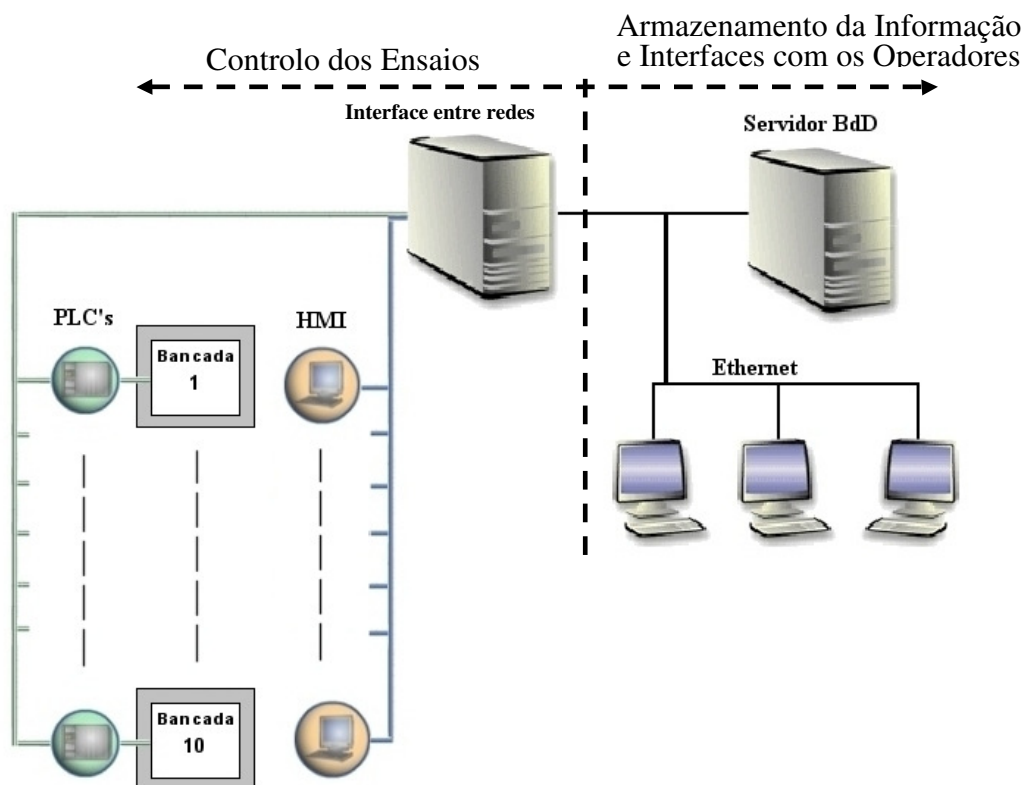 Armazenamento da Informação
e Interfaces com os Operadores
Controlo dos Ensaios
Interface entre redes
Servidor BdD
PLC's
HMI
Bancada
1
Ethernet
Bancada
10